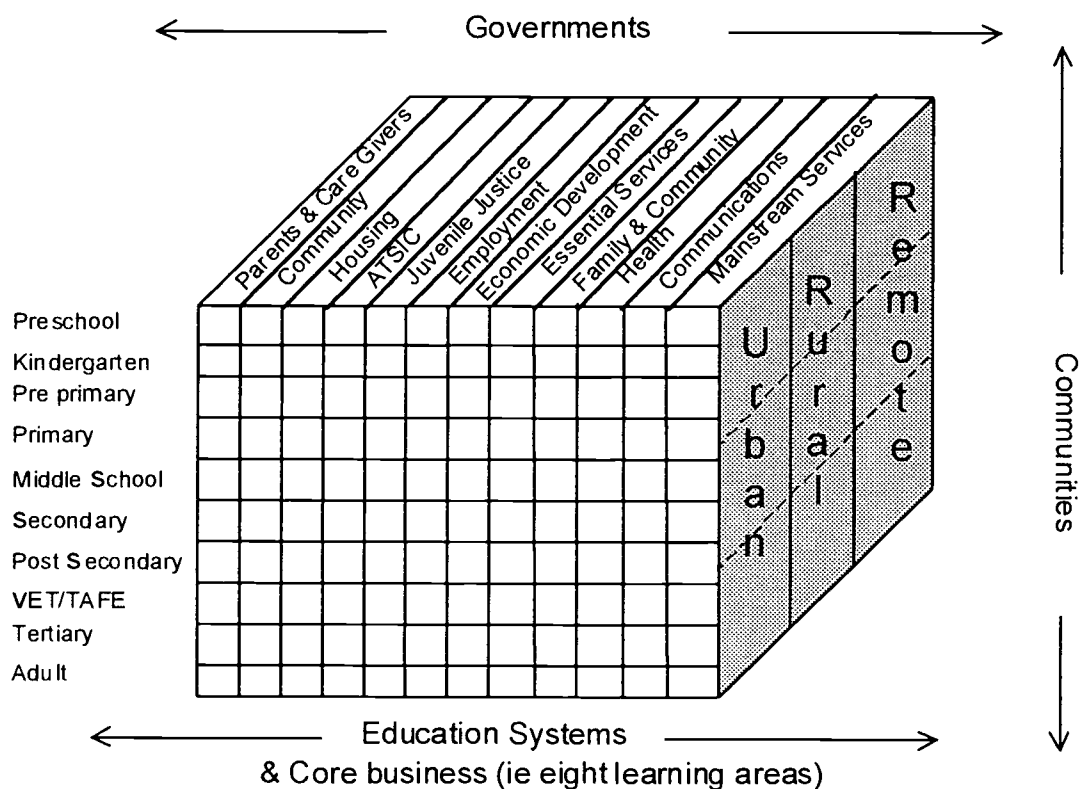 Governments
Parents & Care Givers
Community
Housing
ATSIC
Juvenile Justice
Employment
Economic Development
Essential Services
Family & Community
Health
Communications
Mainstream Services
Preschool
Kindergarten
Pre primary
Primary
Middle School
Secondary
Post Secondary
VET/TAFE
Tertiary
Adult
Urban
Rural
Remote
Communities
Education Systems
& Core business (ie eight learning areas)